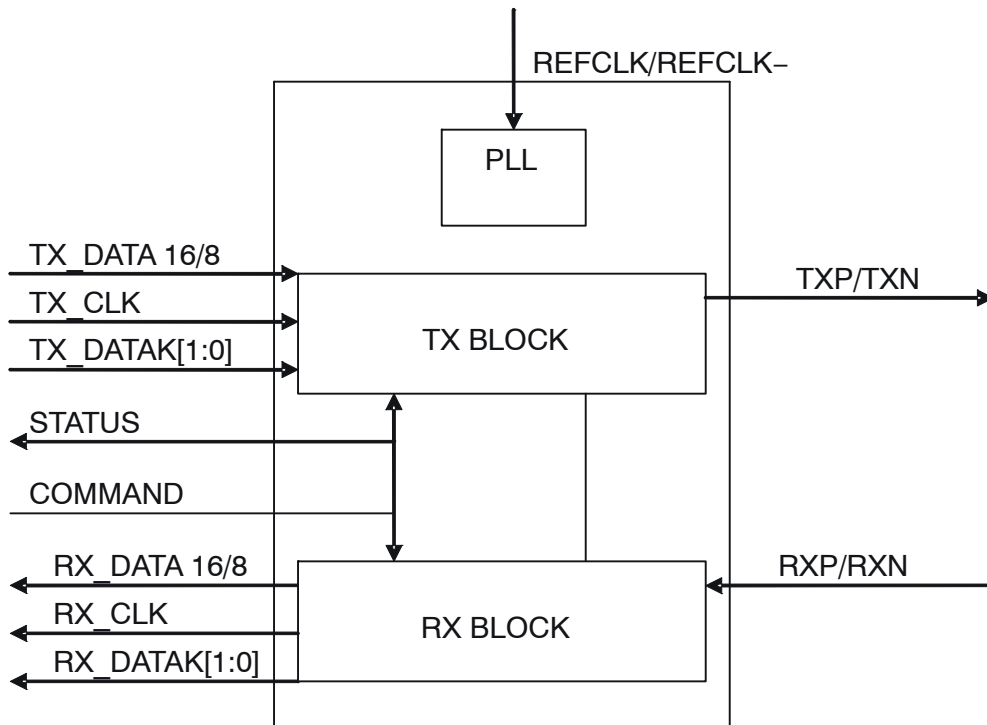 REFCLK/REFCLK–
PLL
TX_DATA 16/8
TX_CLK
TX_DATAK[1:0]
TXP/TXN
TX BLOCK
STATUS
COMMAND
RX_DATA 16/8
RX_CLK
RX_DATAK[1:0]
RXP/RXN
RX BLOCK